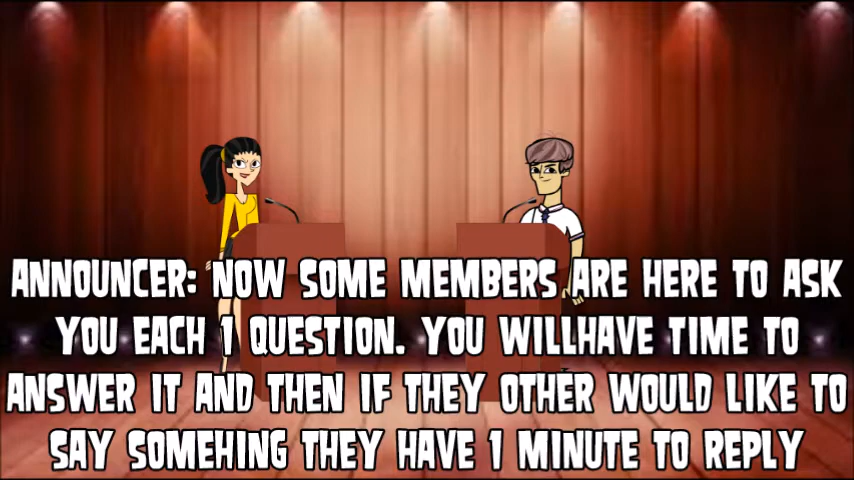 ANNOUNCER: NOW SOME MEMBERS ARE HERE TO ASK
YOU EACH 1 QUESTION. YOU WILLHAVE TIME TO
ANSWER IT AND THEN IF THEY OTHER WOULD LIKE TO
SAY SOMEHING THEY HAVE 1 MINUTE TO REPLY